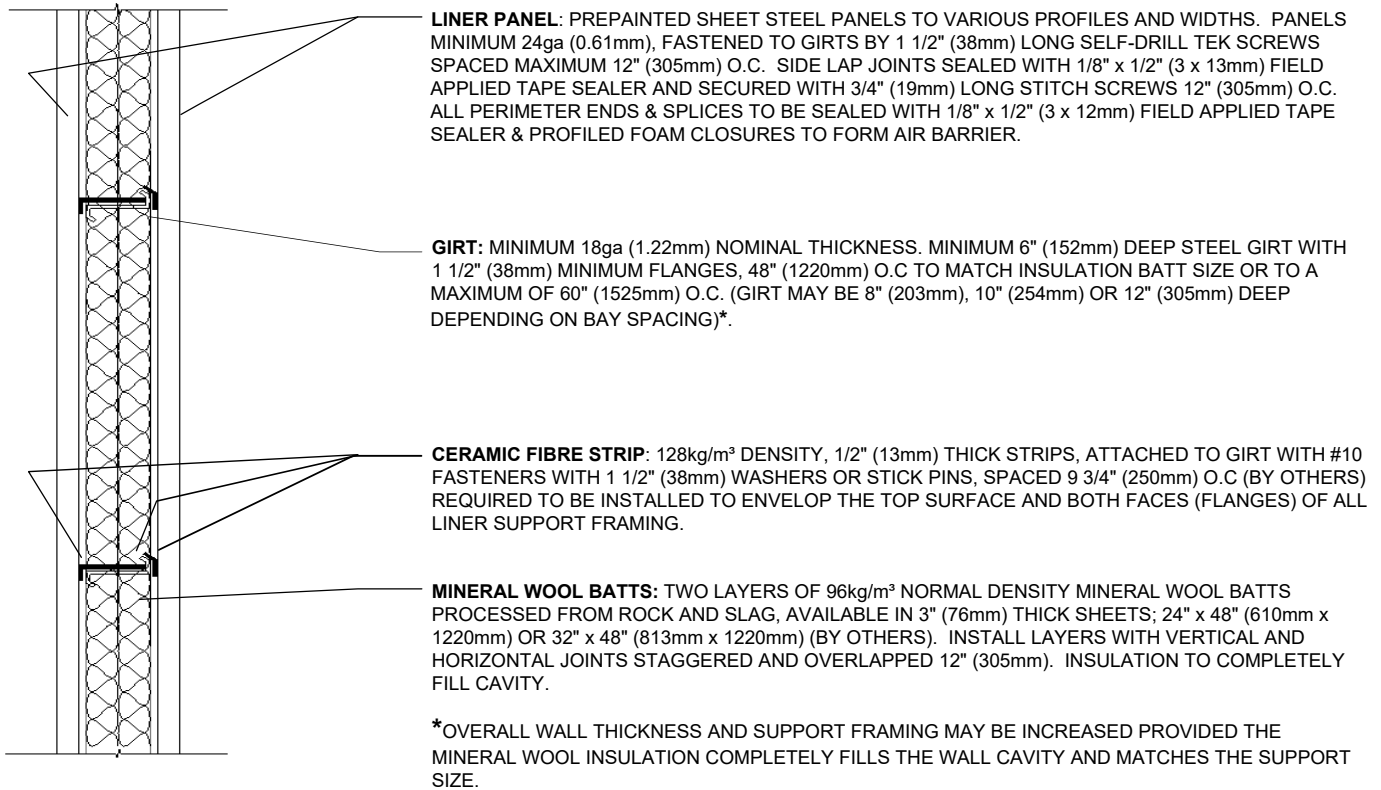 LINER PANEL: PREPAINTED SHEET STEEL PANELS TO VARIOUS PROFILES AND WIDTHS. PANELS
MINIMUM 24ga (0.61mm), FASTENED TO GIRTS BY 1 1/2" (38mm) LONG SELF-DRILL TEK SCREWS
SPACED MAXIMUM 12" (305mm) O.C. SIDE LAP JOINTS SEALED WITH 1/8" x 1/2" (3 x 13mm) FIELD
APPLIED TAPE SEALER AND SECURED WITH 3/4" (19mm) LONG STITCH SCREWS 12" (305mm) O.C.
ALL PERIMETER ENDS & SPLICES TO BE SEALED WITH 1/8" x 1/2" (3 x 12mm) FIELD APPLIED TAPE
SEALER & PROFILED FOAM CLOSURES TO FORM AIR BARRIER.
GIRT: MINIMUM 18ga (1.22mm) NOMINAL THICKNESS. MINIMUM 6" (152mm) DEEP STEEL GIRT WITH
1 1/2" (38mm) MINIMUM FLANGES, 48" (1220mm) O.C TO MATCH INSULATION BATT SIZE OR TO A
MAXIMUM OF 60" (1525mm) O.C. (GIRT MAY BE 8" (203mm), 10" (254mm) OR 12" (305mm) DEEP
DEPENDING ON BAY SPACING)*.
CERAMIC FIBRE STRIP: 128kg/m³ DENSITY, 1/2" (13mm) THICK STRIPS, ATTACHED TO GIRT WITH #10
FASTENERS WITH 1 1/2" (38mm) WASHERS OR STICK PINS, SPACED 9 3/4" (250mm) O.C (BY OTHERS)
REQUIRED TO BE INSTALLED TO ENVELOP THE TOP SURFACE AND BOTH FACES (FLANGES) OF ALL
LINER SUPPORT FRAMING.
MINERAL WOOL BATTS: TWO LAYERS OF 96kg/m³ NORMAL DENSITY MINERAL WOOL BATTS
PROCESSED FROM ROCK AND SLAG, AVAILABLE IN 3" (76mm) THICK SHEETS; 24" x 48" (610mm x
1220mm) OR 32" x 48" (813mm x 1220mm) (BY OTHERS). INSTALL LAYERS WITH VERTICAL AND
HORIZONTAL JOINTS STAGGERED AND OVERLAPPED 12" (305mm). INSULATION TO COMPLETELY
FILL CAVITY.
*OVERALL WALL THICKNESS AND SUPPORT FRAMING MAY BE INCREASED PROVIDED THE
MINERAL WOOL INSULATION COMPLETELY FILLS THE WALL CAVITY AND MATCHES THE SUPPORT
SIZE.